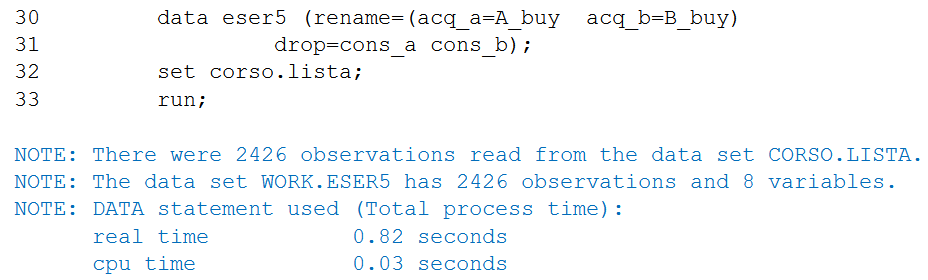 30          data eser5 (rename=(acq_a=A_buy  acq_b=B_buy)
31                   drop=cons_a cons_b);
32          set corso.lista;
33          run;
NOTE: There were 2426 observations read from the data set CORSO.LISTA.
NOTE: The data set WORK.ESER5 has 2426 observations and 8 variables.
NOTE: DATA statement used (Total process time):
      real time           0.82 seconds
      cpu time            0.03 seconds